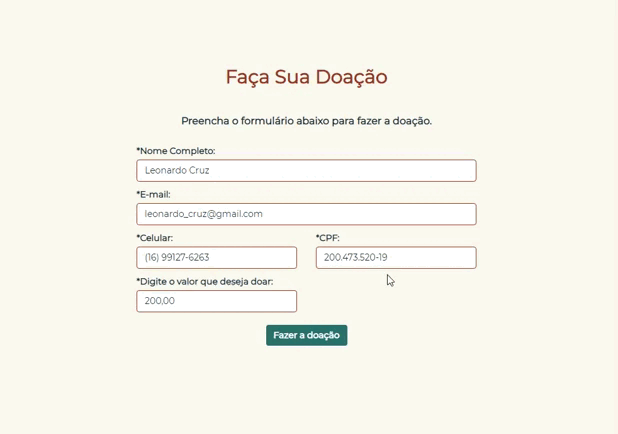 Faça Sua Doação
Preencha o formulário abaixo para fazer a doação.
*Nome Completo:
Leonardo Cruz
*E-mail:
leonardo_cruz@gmail.com
*Celular:
*CPF:
(16) 99127-6263
200.473.520-19
*Digite o valor que deseja doar:
200,00
Fazer a doação